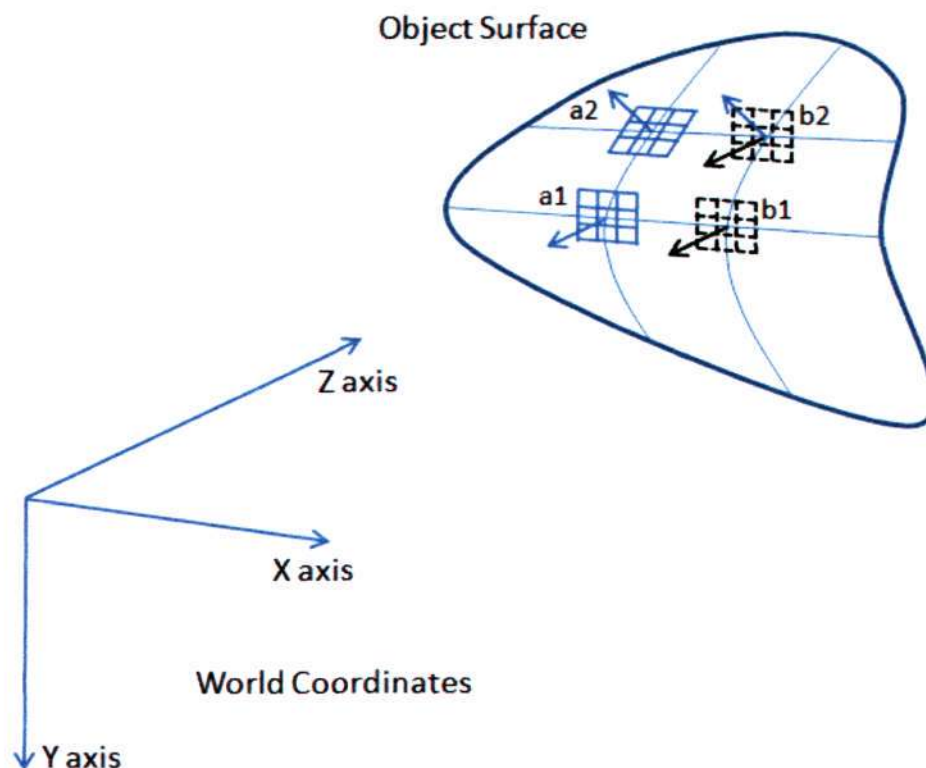 Object Surface
a2
b2
a1
b1
Z axis
X axis
World Coordinates
Y axis